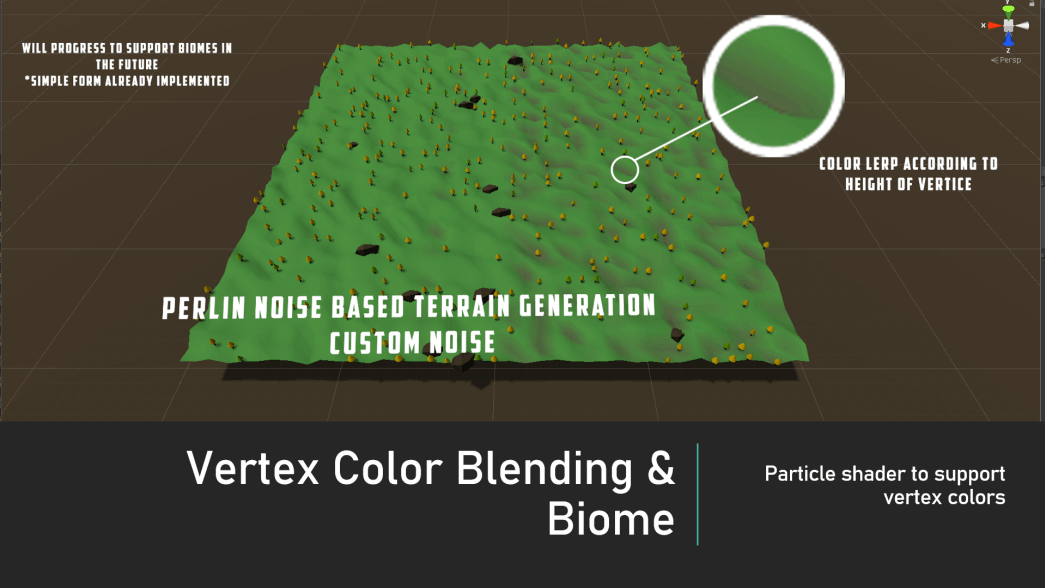 WILL PROGRESS TO SUPPORT BIOMES IN
THE FUTURE
*SIMPLE FORM ALREADY IMPLEMENTED
Y
X
Z
Persp
COLOR LERP ACCORDING TO
HEIGHT OF VERTICE
PERLIN NOISE BASED TERRAIN GENERATION
CUSTOM NOISE
Vertex Color Blending &
Biome
Particle shader to support
vertex colors